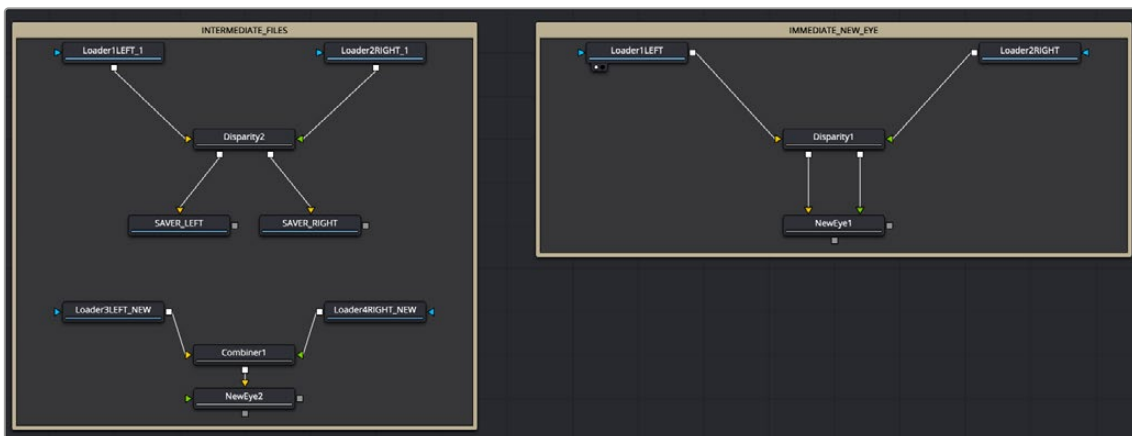 INTERMEDIATE_FILES
Loader1LEFT_1
Loader2RIGHT_1
Disparity2
SAVER_LEFT
SAVER_RIGHT
Loader3LEFT_NEW
Loader4RIGHT_NEW
Combiner1
NewEye2
IMMEDIATE_NEW_EYE
Loader1LEFT
Loader2RIGHT
Disparity1
NewEye1